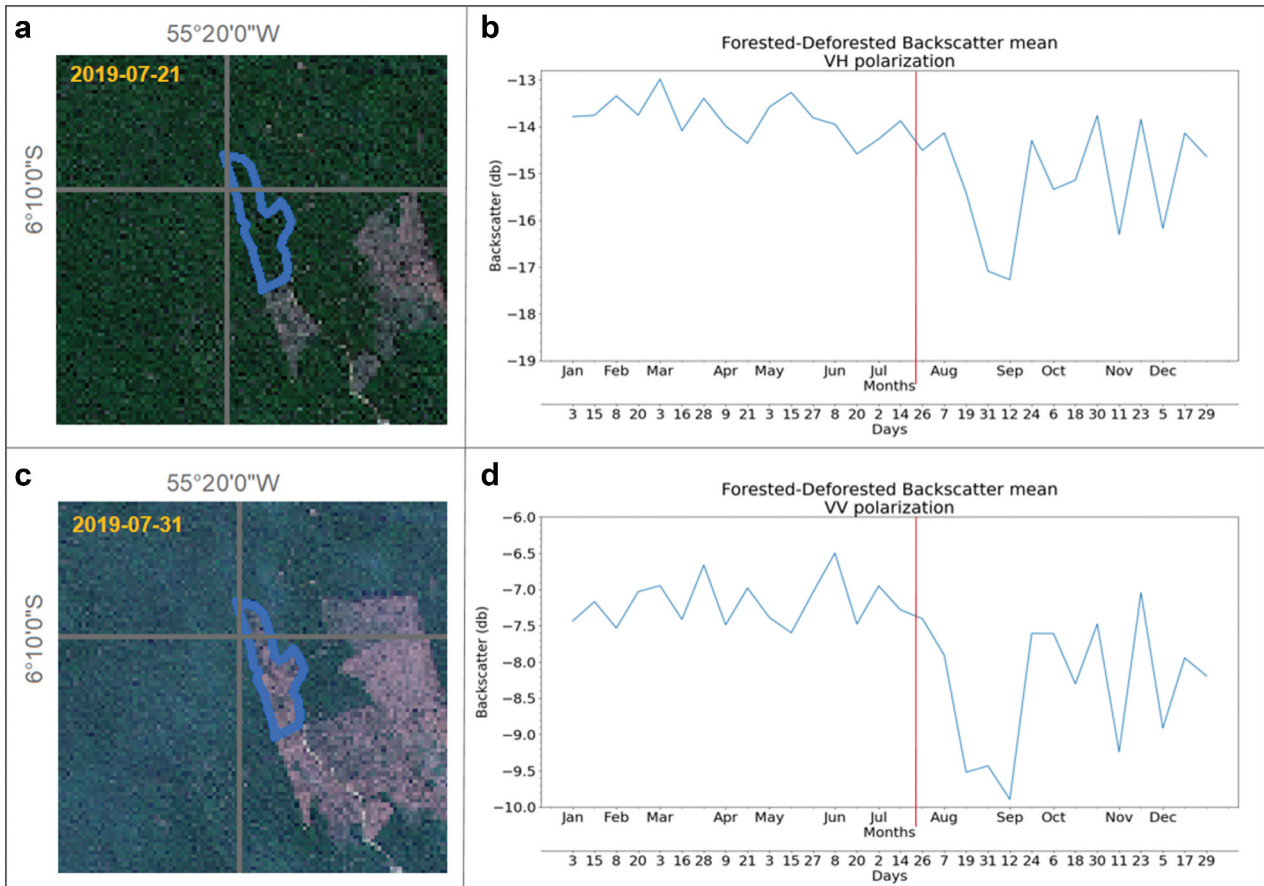 a
55°20'0"W
2019-07-21
6°10'0"S
b
Forested-Deforested Backscatter mean
VH polarization
−13
−14
−15
−16
−17
−18
−19
Backscatter (db)
Jan Feb Mar Apr May Jun Jul Aug Sep Oct Nov Dec
Months
3 15 8 20 3 16 28 9 21 3 15 27 8 20 2 14 26 7 19 31 12 24 6 18 30 11 23 5 17 29
Days
c
55°20'0"W
2019-07-31
6°10'0"S
d
Forested-Deforested Backscatter mean
VV polarization
−6.0
−6.5
−7.0
−7.5
−8.0
−8.5
−9.0
−9.5
−10.0
Backscatter (db)
Jan Feb Mar Apr May Jun Jul Aug Sep Oct Nov Dec
Months
3 15 8 20 3 16 28 9 21 3 15 27 8 20 2 14 26 7 19 31 12 24 6 18 30 11 23 5 17 29
Days